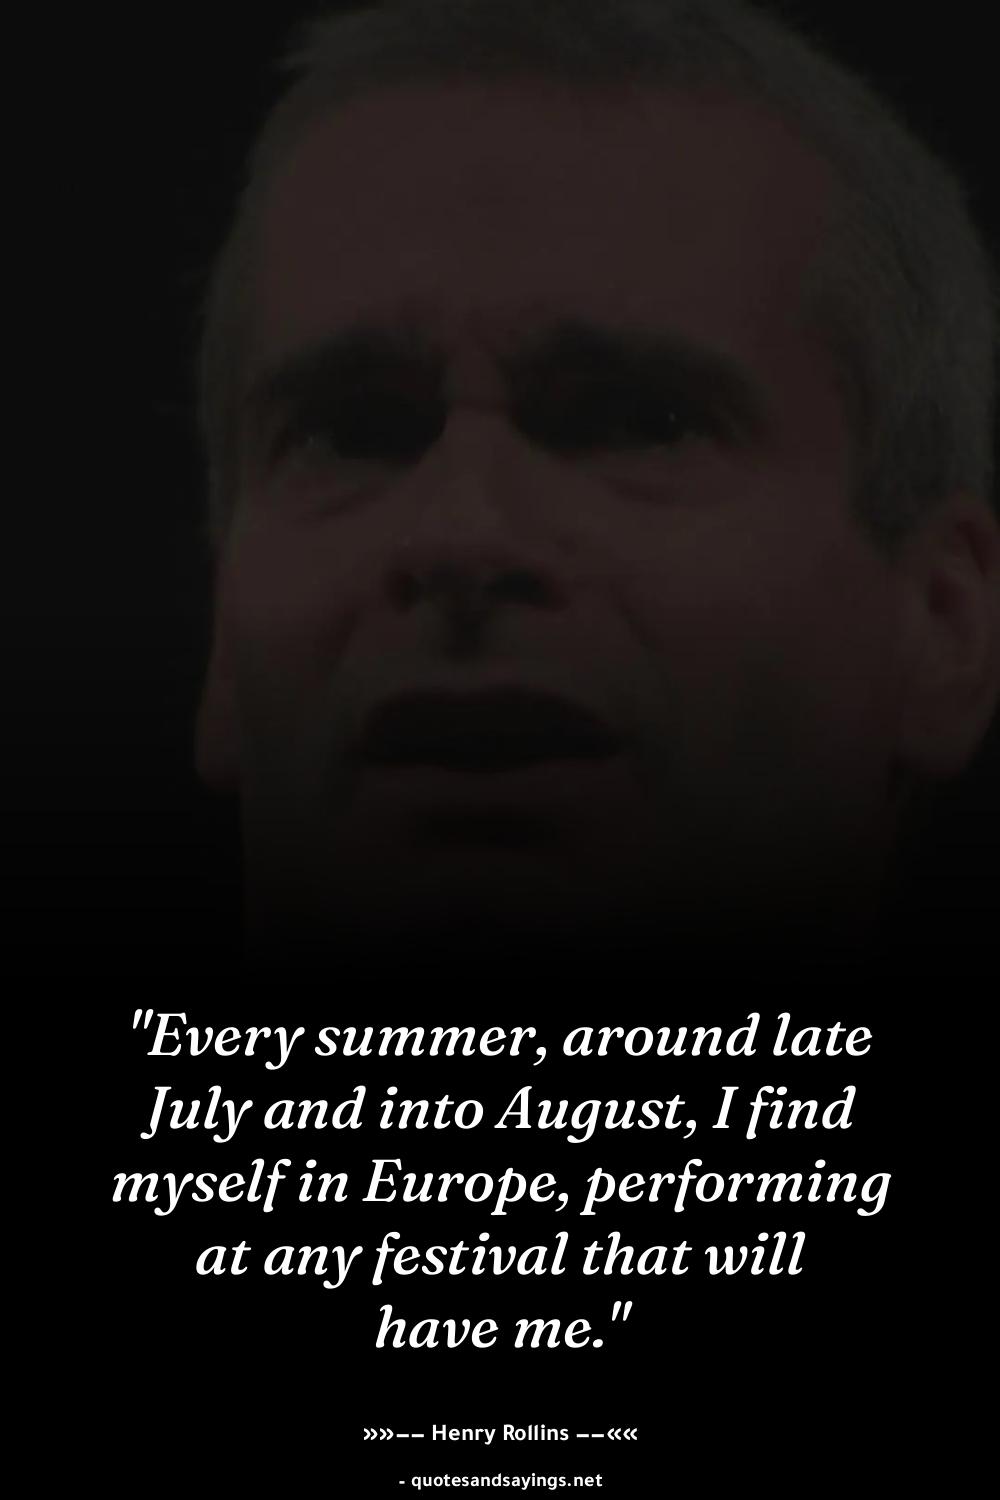 "Every summer, around late
July and into August, I find
myself in Europe, performing
at any festival that will
have me."
»»−− Henry Rollins −−««
- quotesandsayings.net